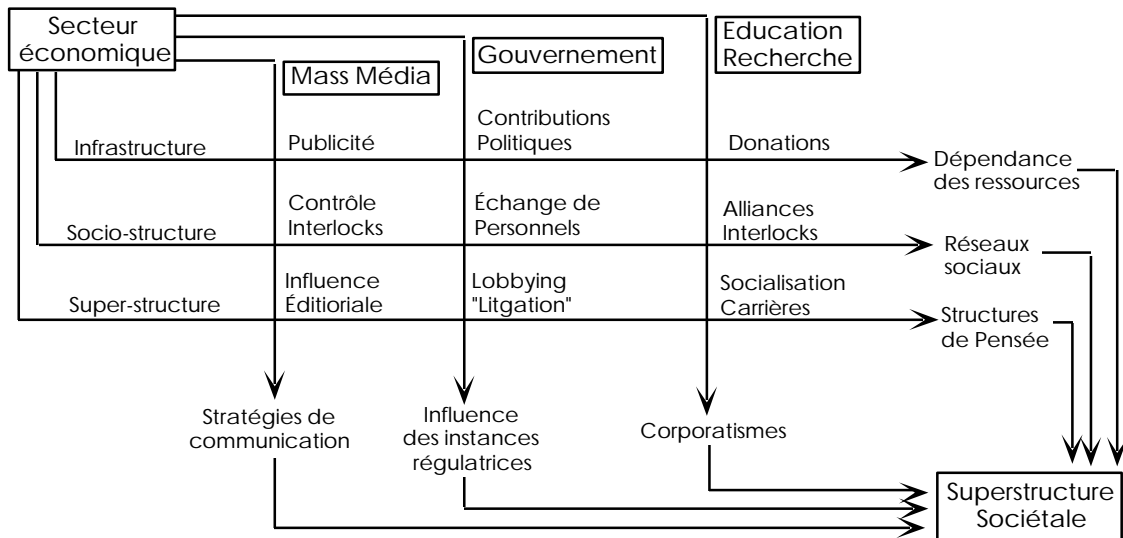 Secteur
économique
Mass Média
Gouvernement
Education
Recherche
Infrastructure
Publicité
Contributions
Politiques
Donations
Dépendance
des ressources
Socio-structure
Contrôle
Interlocks
Échange de
Personnels
Alliances
Interlocks
Réseaux
sociaux
Super-structure
Influence
Éditioriale
Lobbying
"Litgation"
Socialisation
Carrières
Structures
de Pensée
Stratégies de
communication
Influence
des instances
régulatrices
Corporatismes
Superstructure
Sociétale